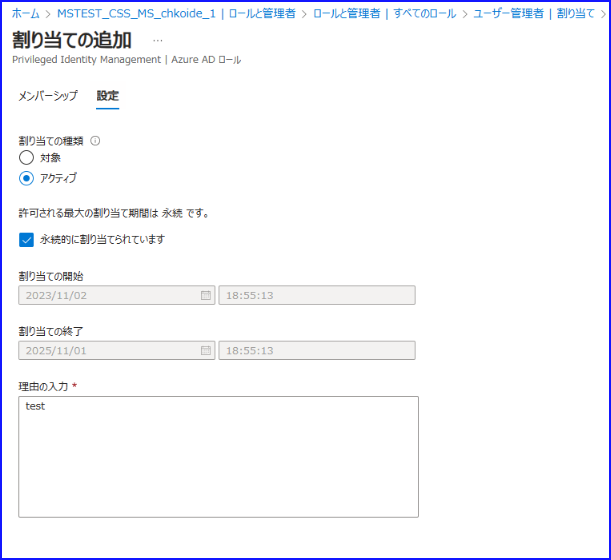 ホーム > MSTEST_CSS_MS_chkoide_1 | ロールと管理者 > ロールと管理者 | すべてのロール > ユーザー管理者 | 割り当て >
割り当ての追加 …
Privileged Identity Management | Azure AD ロール
メンバーシップ 設定
割り当ての種類
対象
アクティブ
許可される最大の割り当て期間は 永続 です。
永続的に割り当てられています
割り当ての開始
2023/11/02 18:55:13
割り当ての終了
2025/11/01 18:55:13
理由の入力 *
test